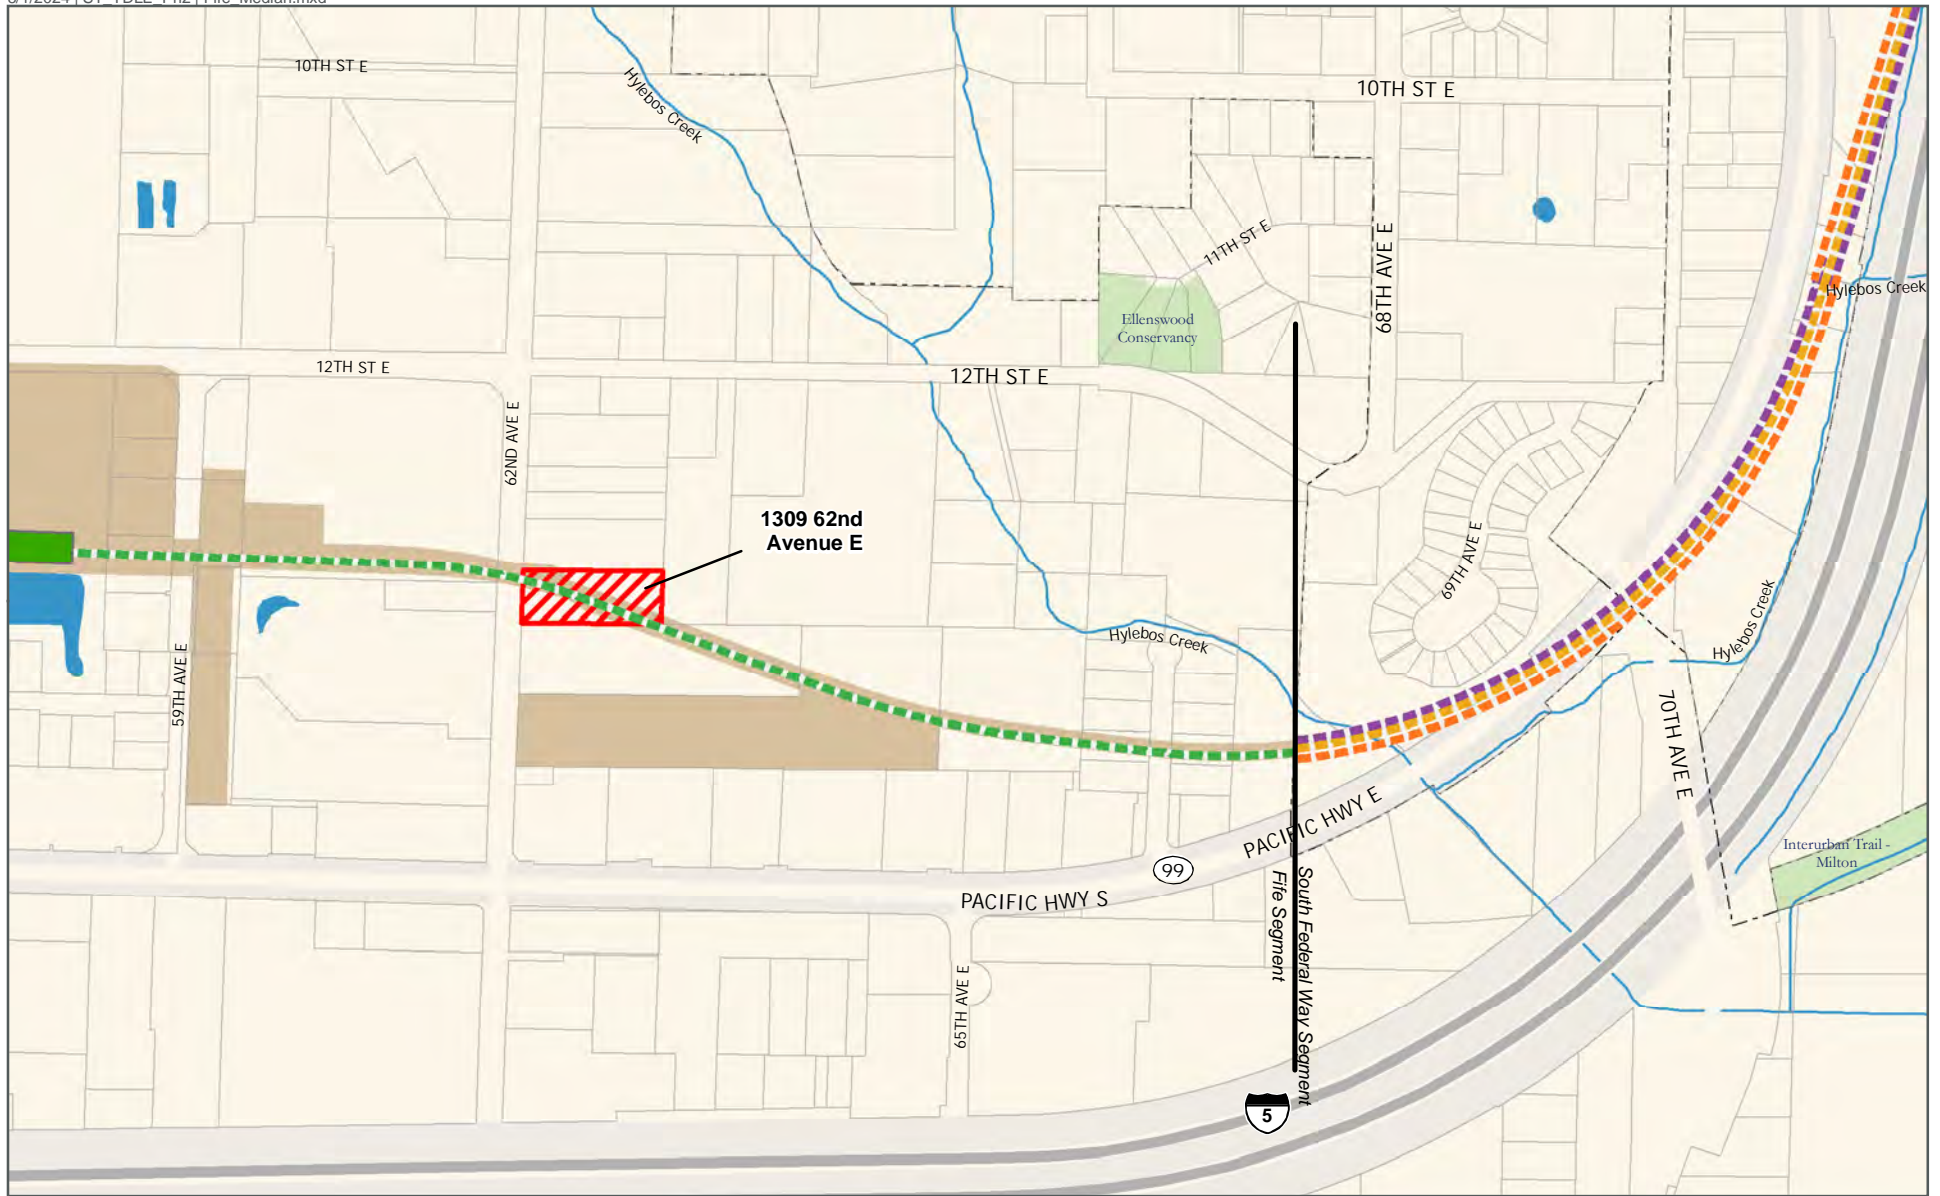 10TH ST E
Hylebos Creek
10TH ST E
11TH ST E
68TH AVE E
Hylebos Creek
Ellenswood
Conservancy
12TH ST E
12TH ST E
62ND AVE E
1309 62nd
Avenue E
69TH AVE E
Hylebos Creek
Hylebos Creek
59TH AVE E
70TH AVE E
PACIFIC HWY E
Interurban Trail -
Milton
99
PACIFIC HWY S
Fife Segment
South Federal Way Segment
65TH AVE E
5